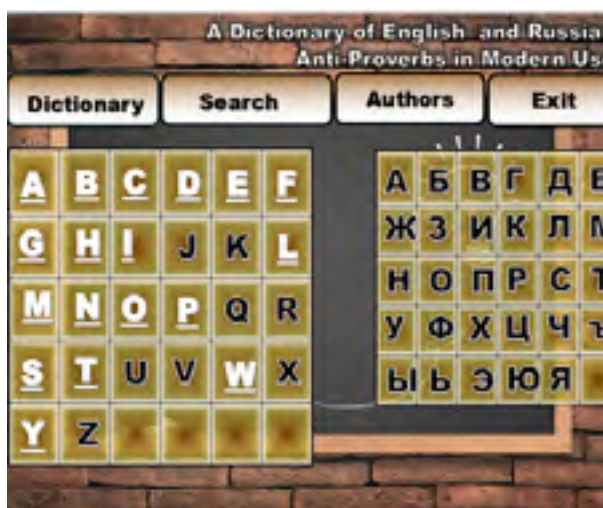 A Dictionary of English and Russia
Anti-Proverbs in Modern Us
Dictionary Search Authors Exit
A B C D E F
G H I J K L
M N O P Q R
S T U V W X
Y Z
А Б В Г Д Е
Ж З И К Л М
Н О П Р С Т
У Ф Х Ц Ч Ъ
Ы Ь Э Ю Я